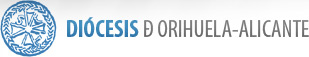 DIÓCESIS Đ ORIHUELA-ALICANTE